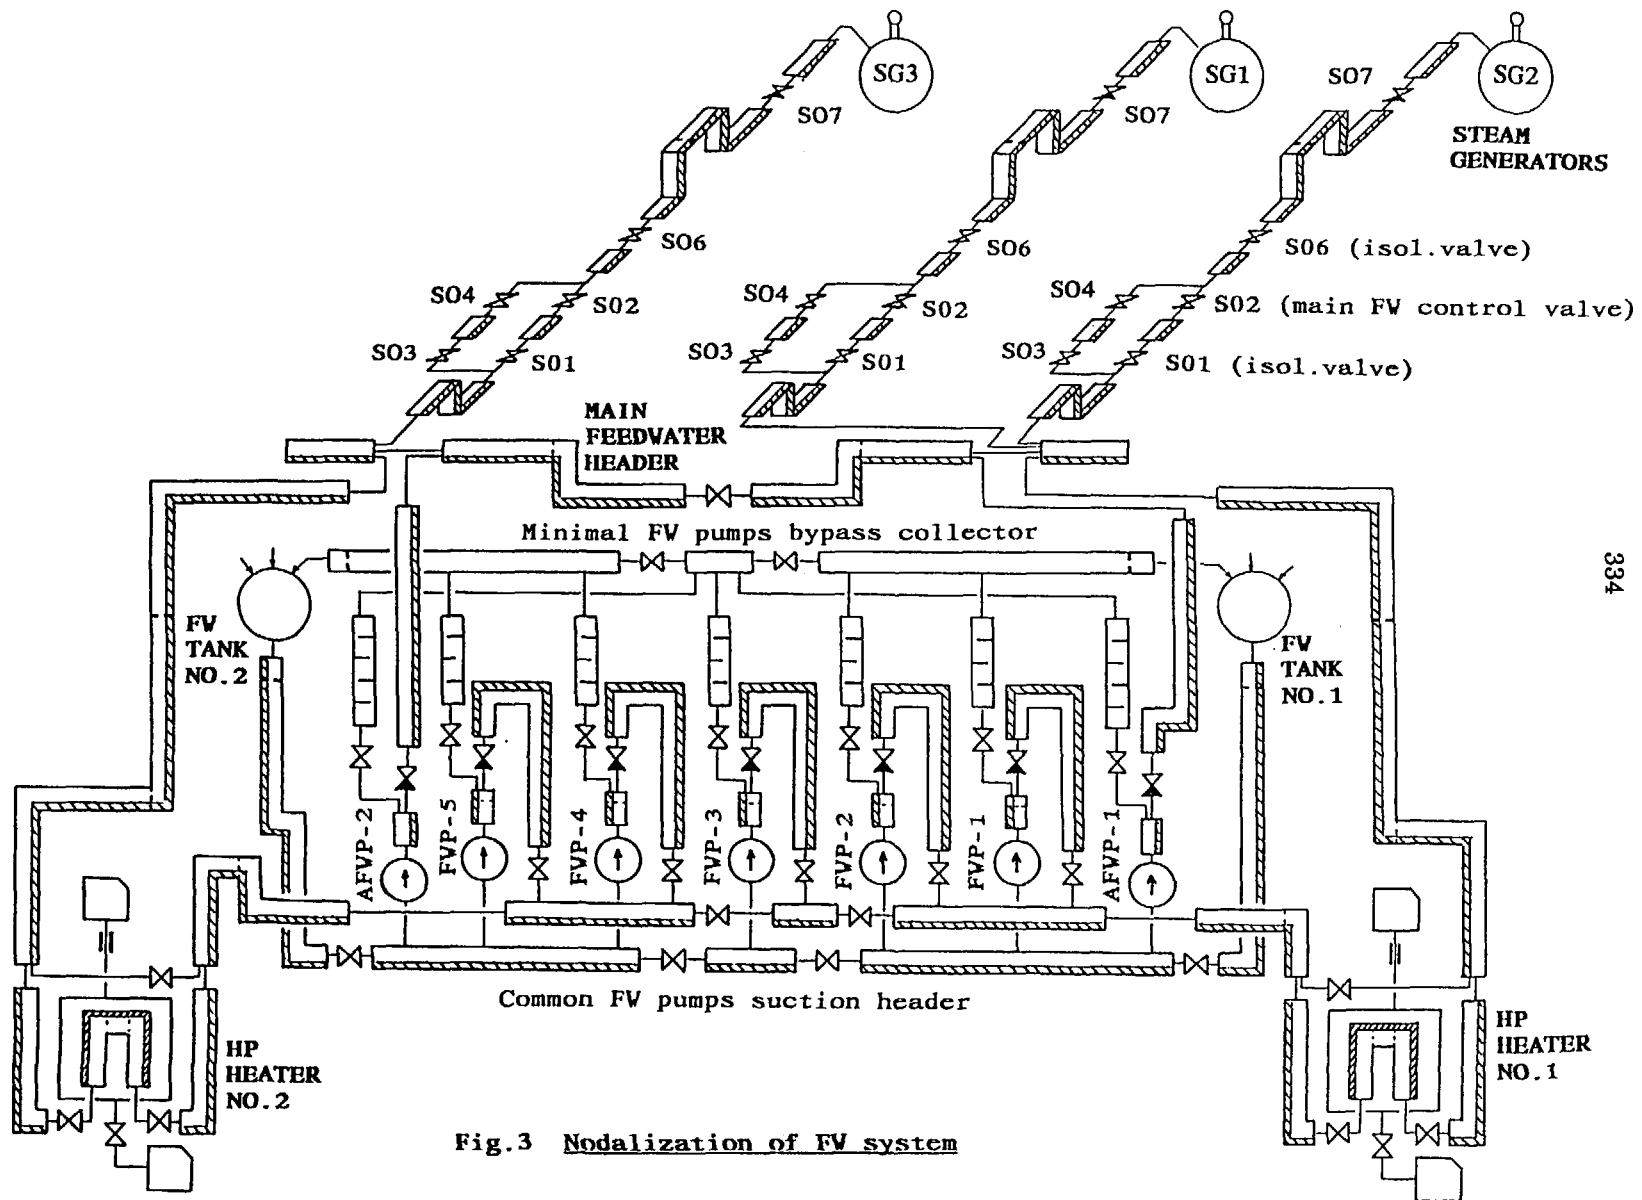 SG3
SG1
SG2
SO7
SO7
SO7
STEAM
GENERATORS
SO6
SO6
SO6 (isol.valve)
SO4
SO2
SO4
SO2
SO4
SO2 (main FW control valve)
SO3
SO1
SO3
SO1
SO3
SO1 (isol.valve)
MAIN
FEEDWATER
HEADER
Minimal FW pumps bypass collector
334
FW
TANK
NO.2
FW
TANK
NO.1
AFWP-2
FWP-5
FWP-4
FWP-3
FWP-2
FWP-1
AFWP-1
Common FW pumps suction header
HP
HEATER
NO.2
HP
HEATER
NO.1
Fig.3 Nodalization of FW system